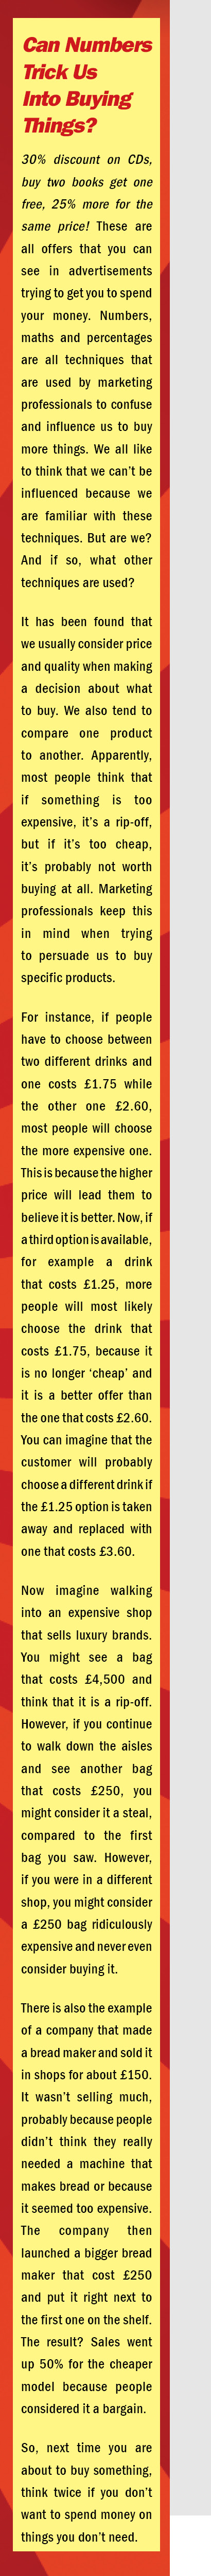 Can Numbers
Trick Us
Into Buying
Things?
30% discount on CDs,
buy two books get one
free, 25% more for the
same price! These are
all offers that you can
see in advertisements
trying to get you to spend
your money. Numbers,
maths and percentages
are all techniques that
are used by marketing
professionals to confuse
and influence us to buy
more things. We all like
to think that we can't be
influenced because we
are familiar with these
techniques. But are we?
And if so, what other
techniques are used?
It has been found that
we usually consider price
and quality when making
a decision about what
to buy. We also tend to
compare one product
to another. Apparently,
most people think that
if something is too
expensive, it's a rip-off,
but if it's too cheap,
it's probably not worth
buying at all. Marketing
professionals keep this
in mind when trying
to persuade us to buy
specific products.
For instance, if people
have to choose between
two different drinks and
one costs £1.75 while
the other one £2.60,
most people will choose
the more expensive one.
This is because the higher
price will lead them to
believe it is better. Now, if
a third option is available,
for example a drink
that costs £1.25, more
people will most likely
choose the drink that
costs £1.75, because it
is no longer ‘cheap’ and
it is a better offer than
the one that costs £2.60.
You can imagine that the
customer will probably
choose a different drink if
the £1.25 option is taken
away and replaced with
one that costs £3.60.
Now imagine walking
into an expensive shop
that sells luxury brands.
You might see a bag
that costs £4,500 and
think that it is a rip-off.
However, if you continue
to walk down the aisles
and see another bag
that costs £250, you
might consider it a steal,
compared to the first
bag you saw. However,
if you were in a different
shop, you might consider
a £250 bag ridiculously
expensive and never even
consider buying it.
There is also the example
of a company that made
a bread maker and sold it
in shops for about £150.
It wasn't selling much,
probably because people
didn't think they really
needed a machine that
makes bread or because
it seemed too expensive.
The company then
launched a bigger bread
maker that cost £250
and put it right next to
the first one on the shelf.
The result? Sales went
up 50% for the cheaper
model because people
considered it a bargain.
So, next time you are
about to buy something,
think twice if you don't
want to spend money on
things you don't need.